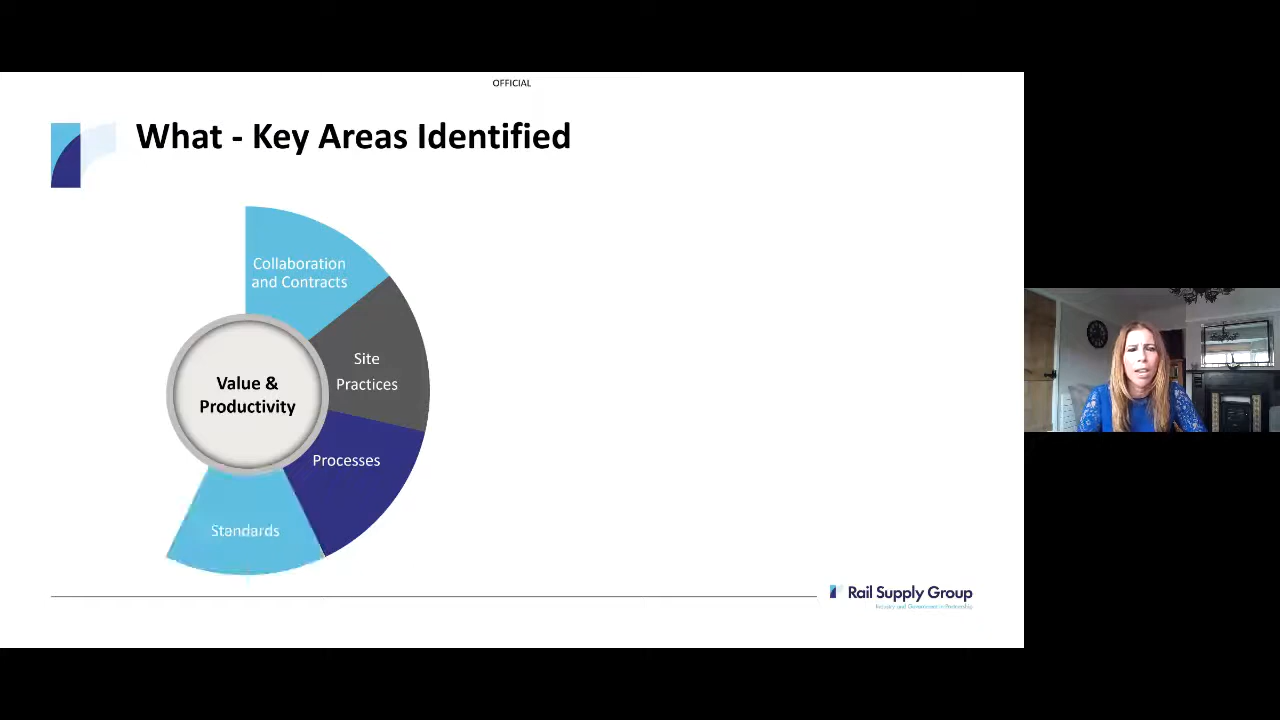 OFFICIAL
What - Key Areas Identified
Collaboration
and Contracts
Site
Practices
Value &
Productivity
Processes
Standards
Rail Supply Group
Industry and Government in Partnership